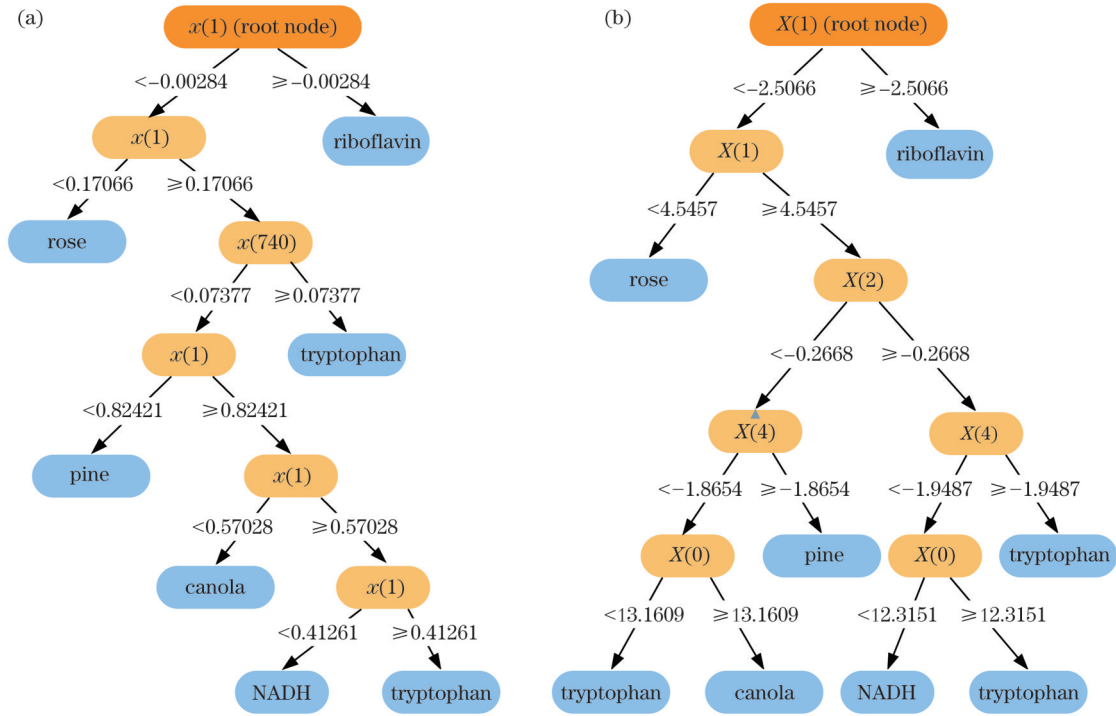 (a)
x(1) (root node)
<-0.00284
≥-0.00284
x(1)
riboflavin
<0.17066
≥0.17066
rose
x(740)
<0.07377
≥0.07377
x(1)
tryptophan
<0.82421
≥0.82421
pine
x(1)
<0.57028
≥0.57028
canola
x(1)
<0.41261
≥0.41261
NADH
tryptophan
(b)
X(1) (root node)
<-2.5066
≥-2.5066
X(1)
riboflavin
<4.5457
≥4.5457
rose
X(2)
<-0.2668
≥-0.2668
X(4)
X(4)
<-1.8654
≥-1.8654
<-1.9487
≥-1.9487
X(0)
pine
X(0)
tryptophan
<13.1609
≥13.1609
<12.3151
≥12.3151
tryptophan
canola
NADH
tryptophan